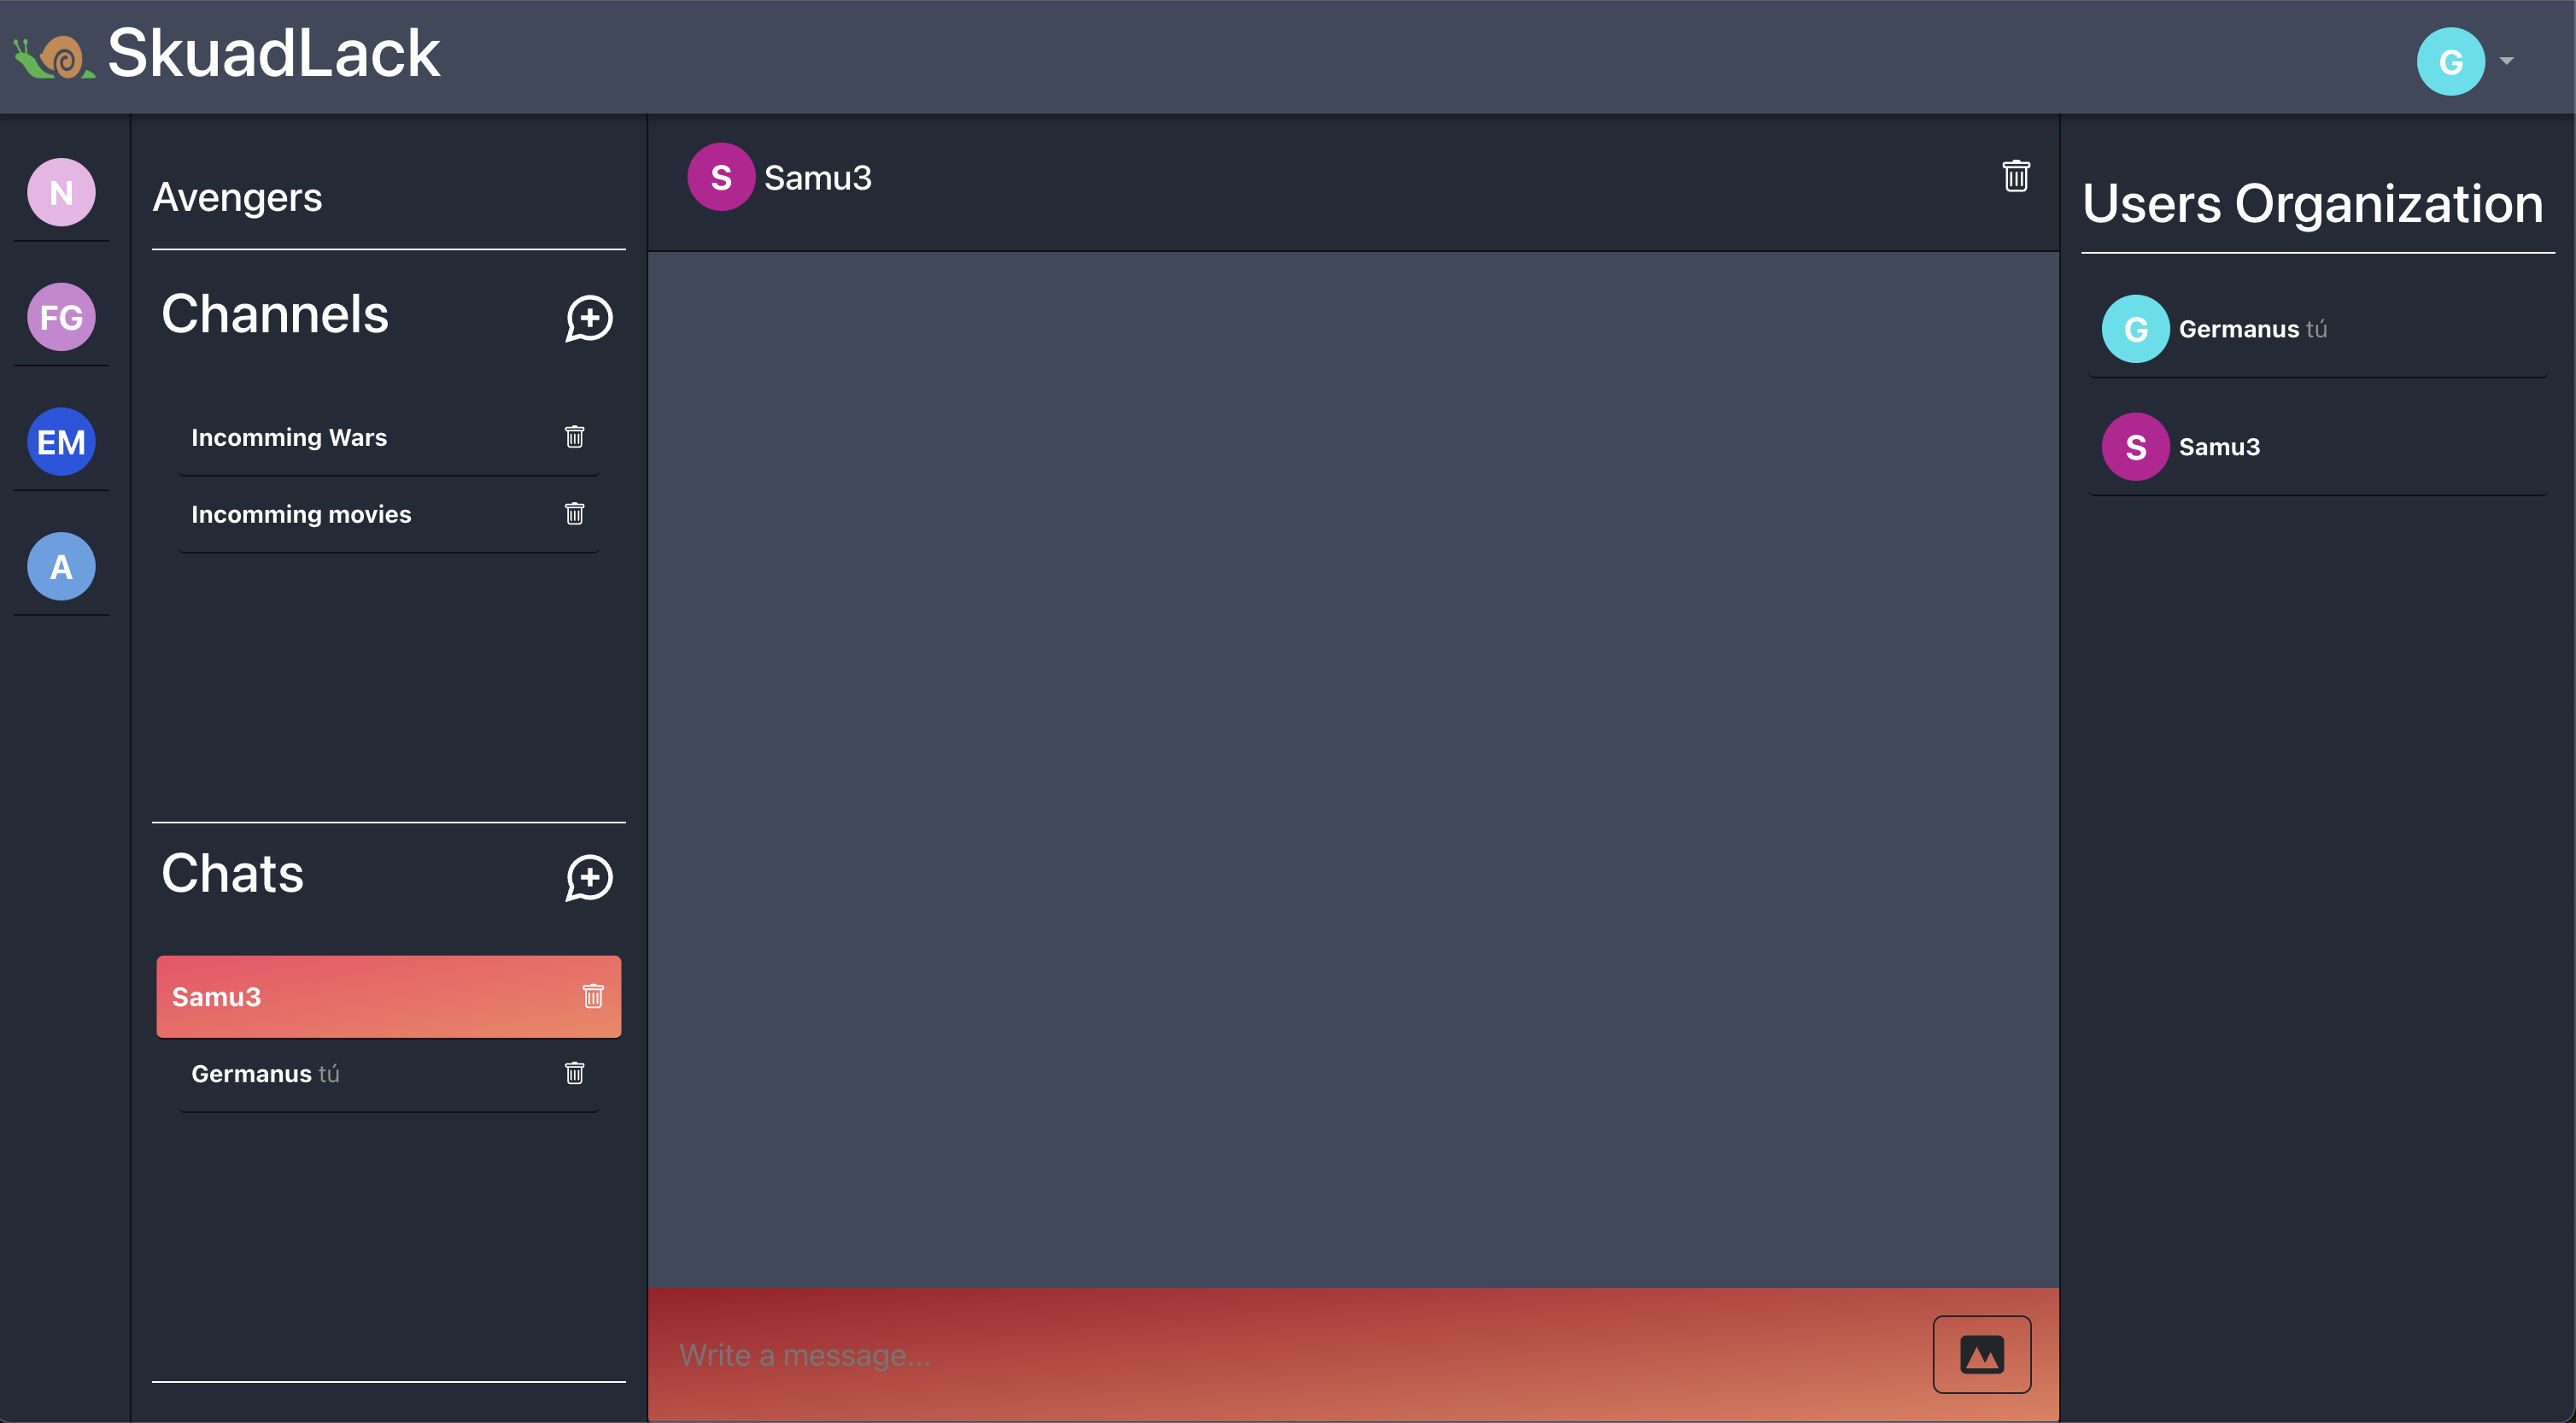 SkuadLack
G
N
FG
EM
A
Avengers
Channels
Incomming Wars
Incomming movies
Chats
Samu3
Germanus tú
S Samu3
Write a message...
Users Organization
G Germanus tú
S Samu3